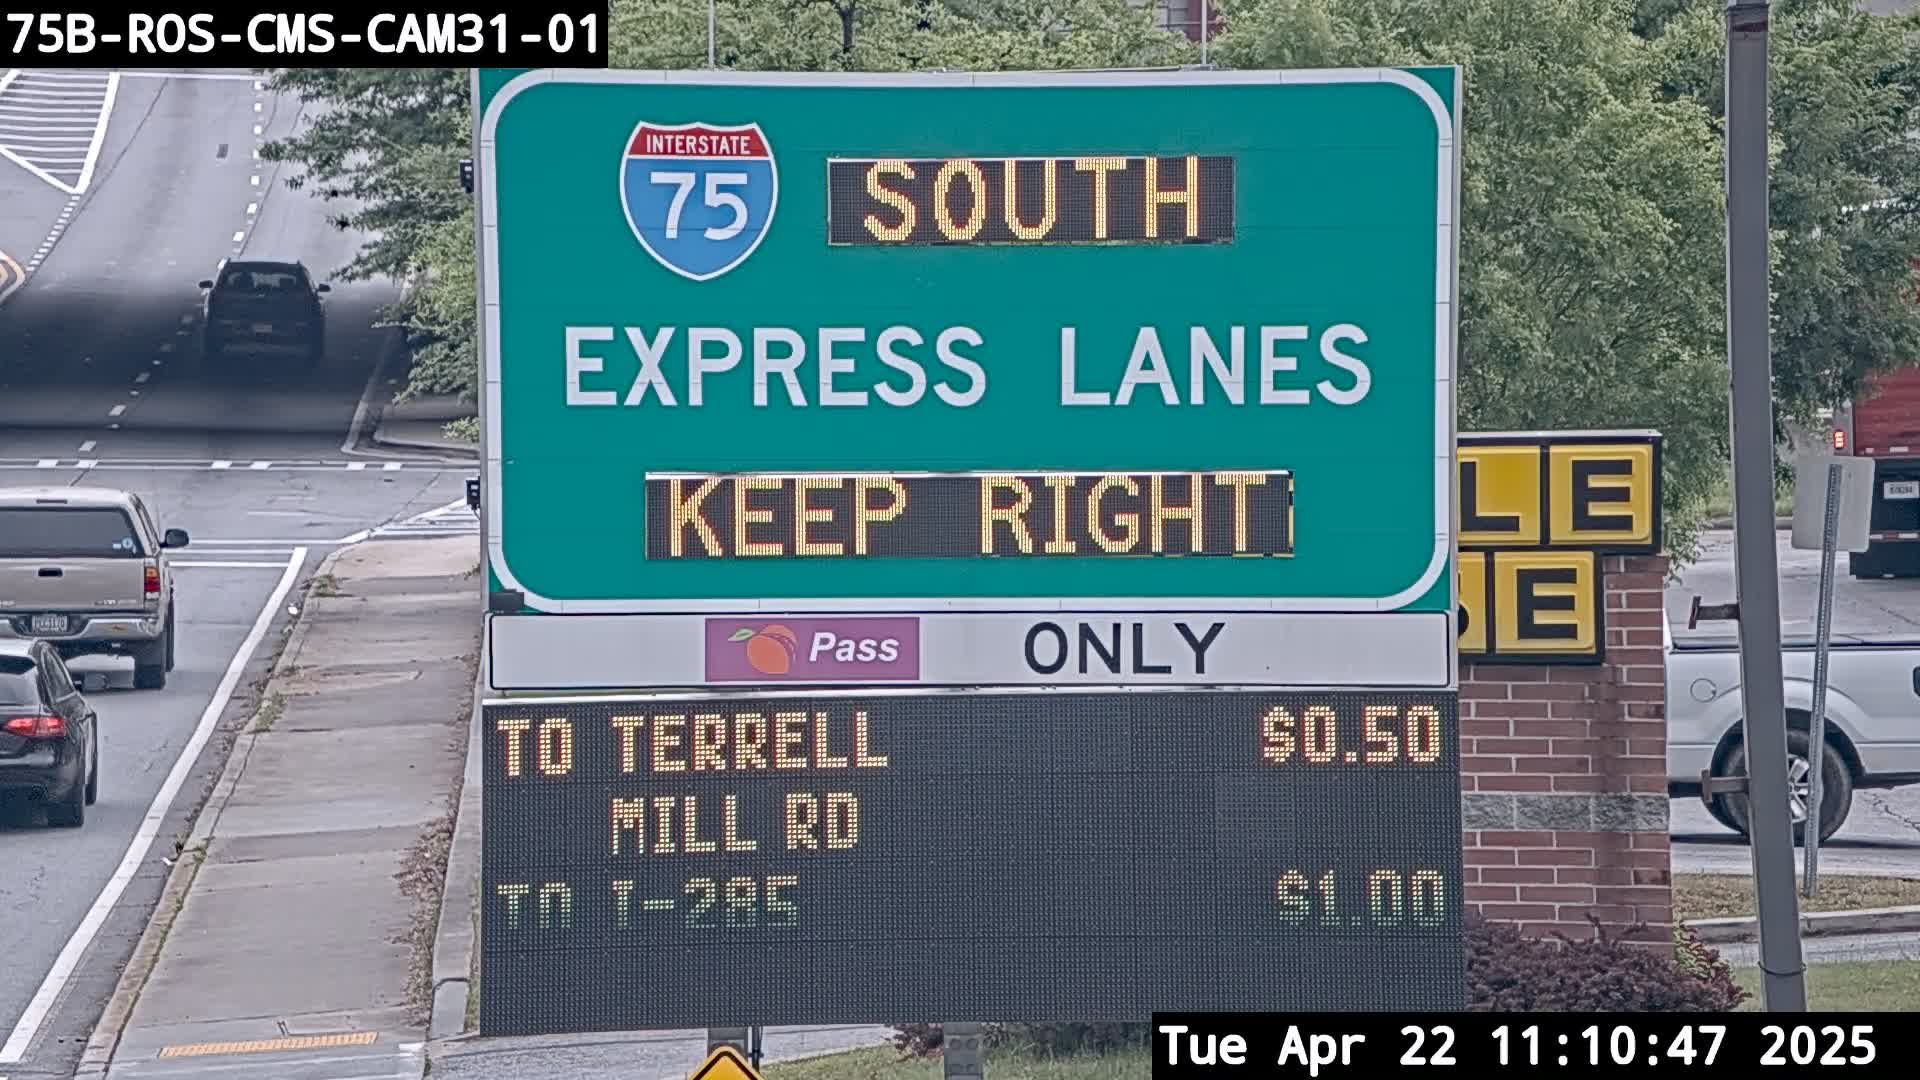 75B-ROS-CMS-CAM31-01
INTERSTATE
75
SOUTH
EXPRESS LANES
KEEP RIGHT
Pass ONLY
TO TERRELL $0.50
MILL RD
TO I-285 $1.00
LE
E
Tue Apr 22 11:10:47 2025